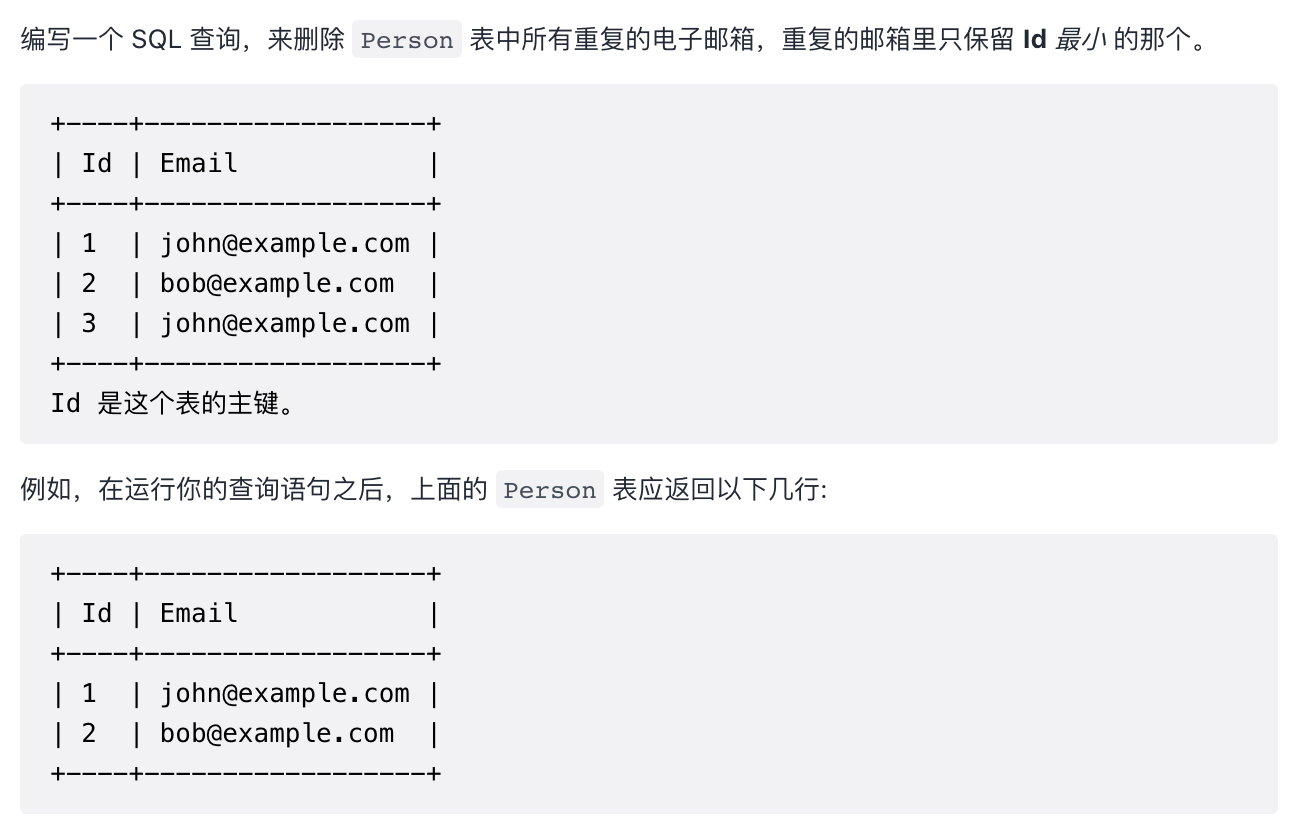 编写一个 SQL 查询，来删除 Person 表中所有重复的电子邮箱，重复的邮箱里只保留 Id 最小 的那个。
+----+------------------+
| Id | Email            |
+----+------------------+
| 1  | john@example.com |
| 2  | bob@example.com  |
| 3  | john@example.com |
+----+------------------+
Id 是这个表的主键。
例如，在运行你的查询语句之后，上面的 Person 表应返回以下几行:
+----+------------------+
| Id | Email            |
+----+------------------+
| 1  | john@example.com |
| 2  | bob@example.com  |
+----+------------------+